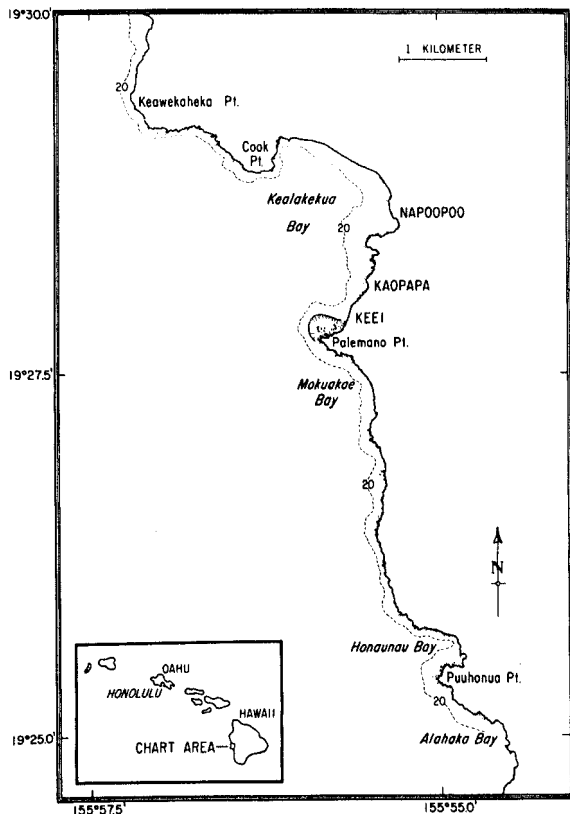 19°30.0'
1 KILOMETER
20
Keawekaheka Pt.
Cook
Pt.
Kealakekua
Bay
NAPOOPOO
20
KAOPAPA
KEEI
Palemano Pt.
19°27.5'
Mokuakae
Bay
20
N
Honaunau Bay
Puuhonua Pt.
20
Alahaka Bay
19°25.0'
OAHU
HONOLULU
HAWAII
CHART AREA
155°57.5'
155°55.0'